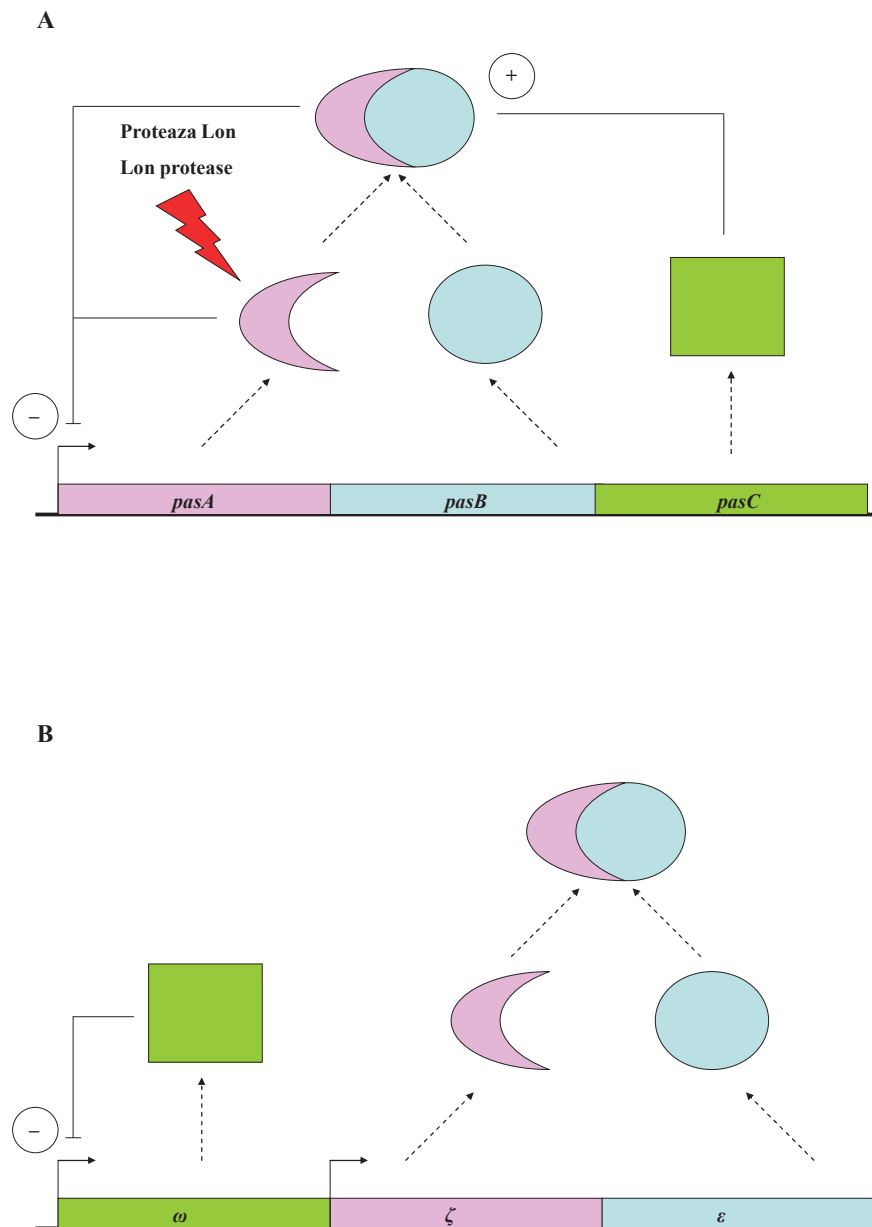 A
+
Proteaza Lon
Lon protease
−
pasA pasB pasC
B
−
ω ζ ε